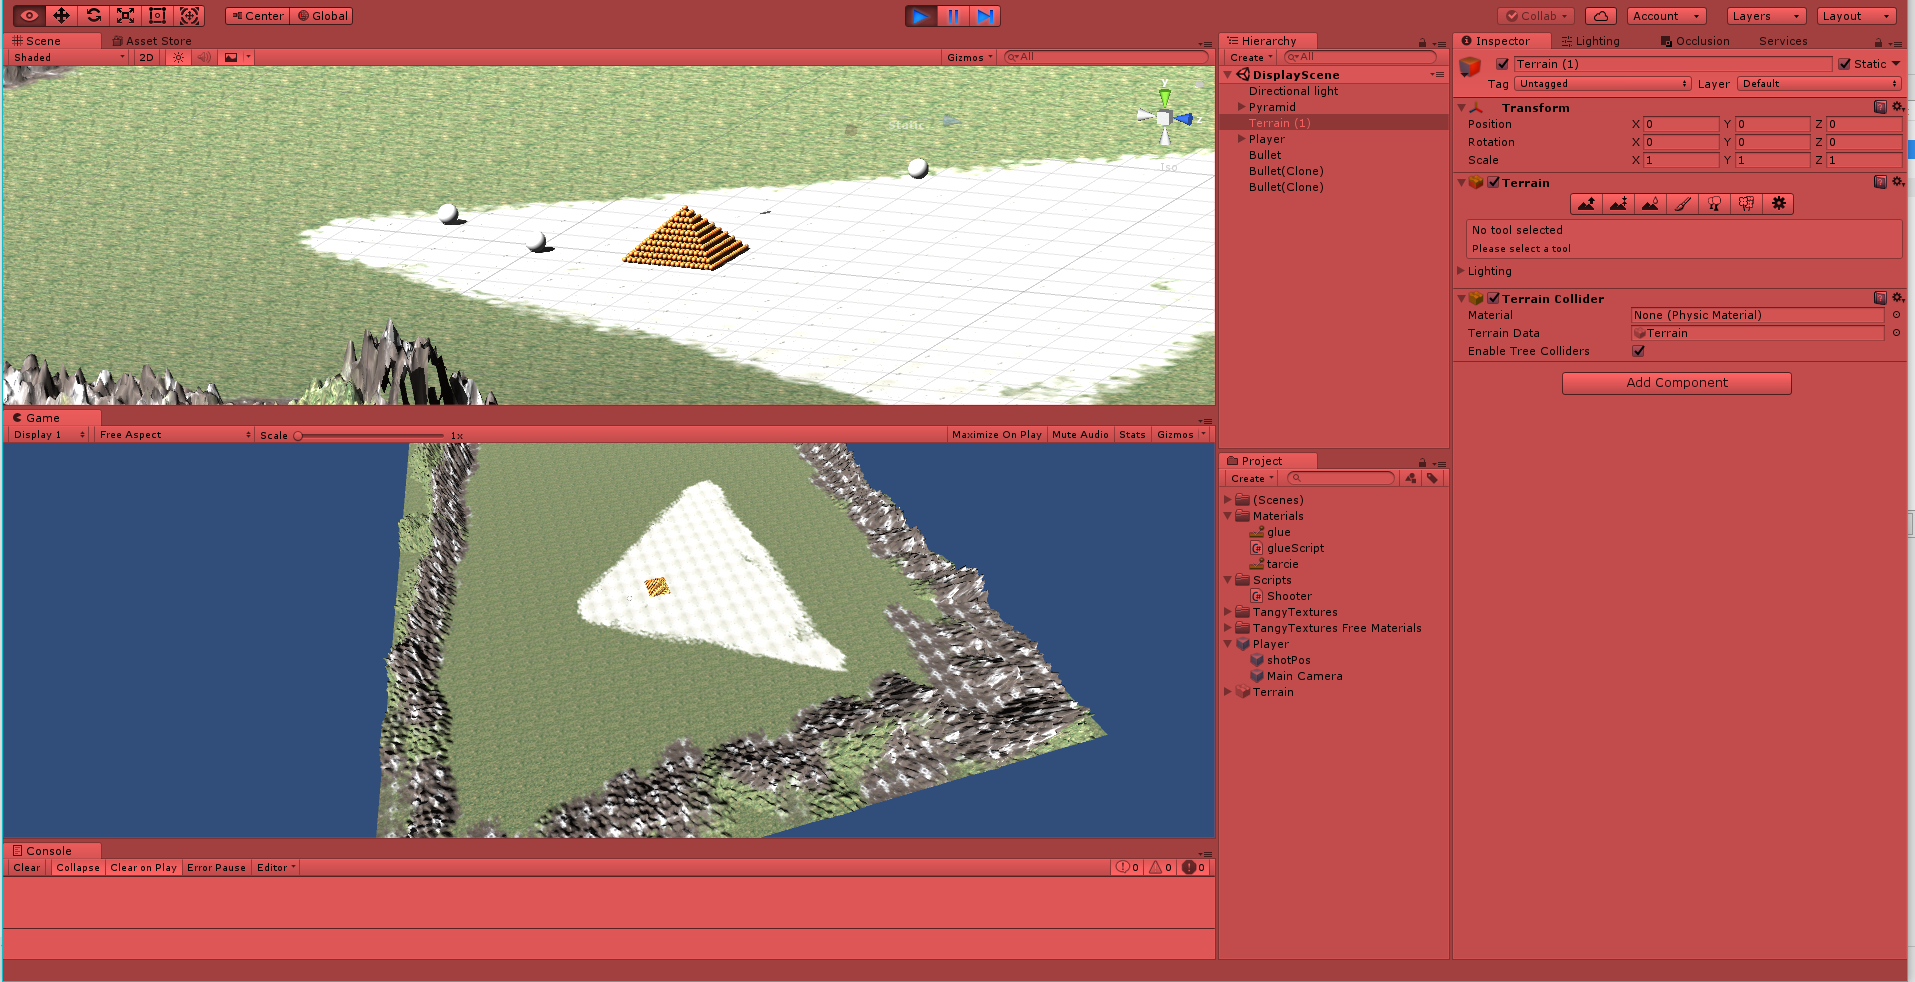 Center Global
Collab Account Layers Layout
Scene Asset Store
Shaded 2D Gizmos All
Static
y
z
Iso
Game
Display 1 Free Aspect Scale 1x Maximize On Play Mute Audio Stats Gizmos
Console
Clear Collapse Clear on Play Error Pause Editor 0 0 0
Hierarchy
Create All
DisplayScene
Directional light
Pyramid
Terrain (1)
Player
Bullet
Bullet(Clone)
Bullet(Clone)
Project
Create
(Scenes)
Materials
glue
glueScript
tarcie
Scripts
Shooter
TangyTextures
TangyTextures Free Materials
Player
shotPos
Main Camera
Terrain
Inspector Lighting Occlusion Services
Terrain (1) Static
Tag Untagged Layer Default
Transform
Position X 0 Y 0 Z 0
Rotation X 0 Y 0 Z 0
Scale X 1 Y 1 Z 1
Terrain
No tool selected
Please select a tool
Lighting
Terrain Collider
Material None (Physic Material)
Terrain Data Terrain
Enable Tree Colliders
Add Component